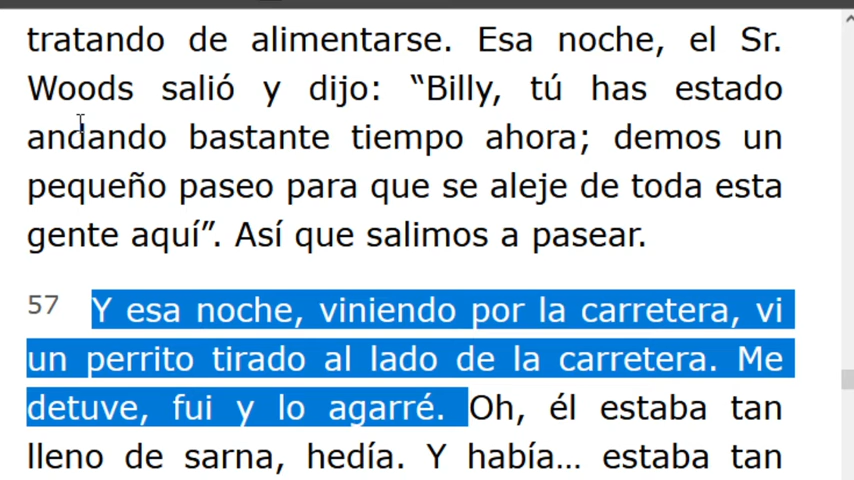 tratando de alimentarse. Esa noche, el Sr.
Woods salió y dijo: “Billy, tú has estado
andando bastante tiempo ahora; demos un
pequeño paseo para que se aleje de toda esta
gente aquí”. Así que salimos a pasear.
57 Y esa noche, viniendo por la carretera, vi
un perrito tirado al lado de la carretera. Me
detuve, fui y lo agarré. Oh, él estaba tan
lleno de sarna, hedía. Y había… estaba tan